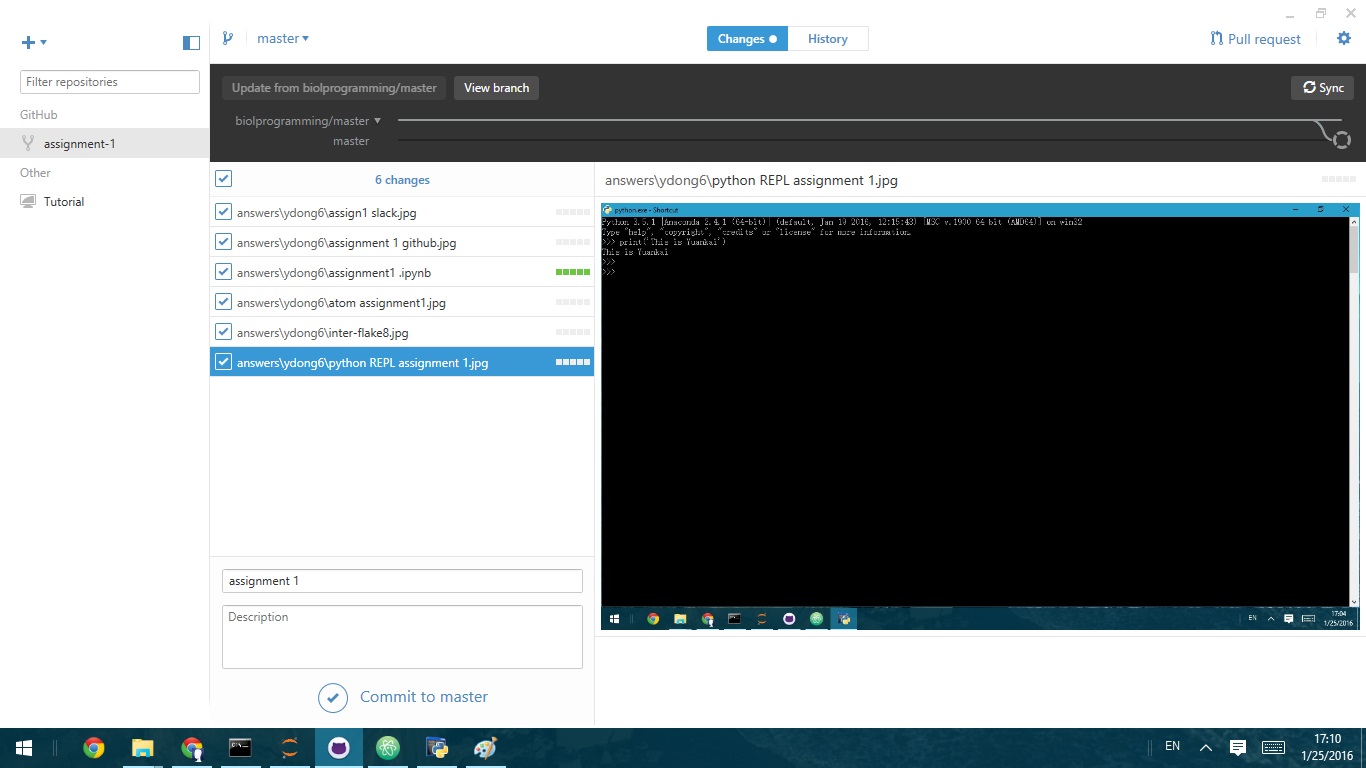 master
Changes
History
Pull request
Filter repositories
GitHub
assignment-1
Other
Tutorial
Update from biolprogramming/master
View branch
Sync
biolprogramming/master
master
6 changes
answers\ydong6\assign1 slack.jpg
answers\ydong6\assignment 1 github.jpg
answers\ydong6\assignment1 .ipynb
answers\ydong6\atom assignment1.jpg
answers\ydong6\inter-flake8.jpg
answers\ydong6\python REPL assignment 1.jpg
assignment 1
Description
Commit to master
answers\ydong6\python REPL assignment 1.jpg
python.exe - Shortcut
Python 3.5.1 |Anaconda 2.4.1 (64-bit)| (default, Jan 19 2016, 12:15:43) [MSC v.1900 64 bit (AMD64)] on win32
Type "help", "copyright", "credits" or "license" for more information.
>>> print('This is Yuankai')
This is Yuankai
>>>
>>>
EN
17:04
1/25/2016
EN
17:10
1/25/2016